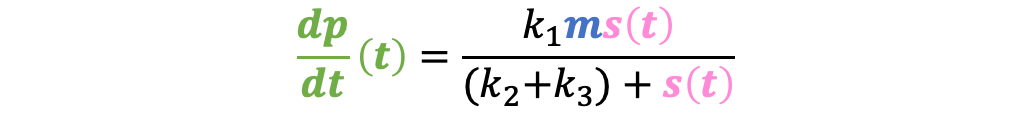 dp/dt (t) = k₁ms(t) / (k₂+k₃) + s(t)